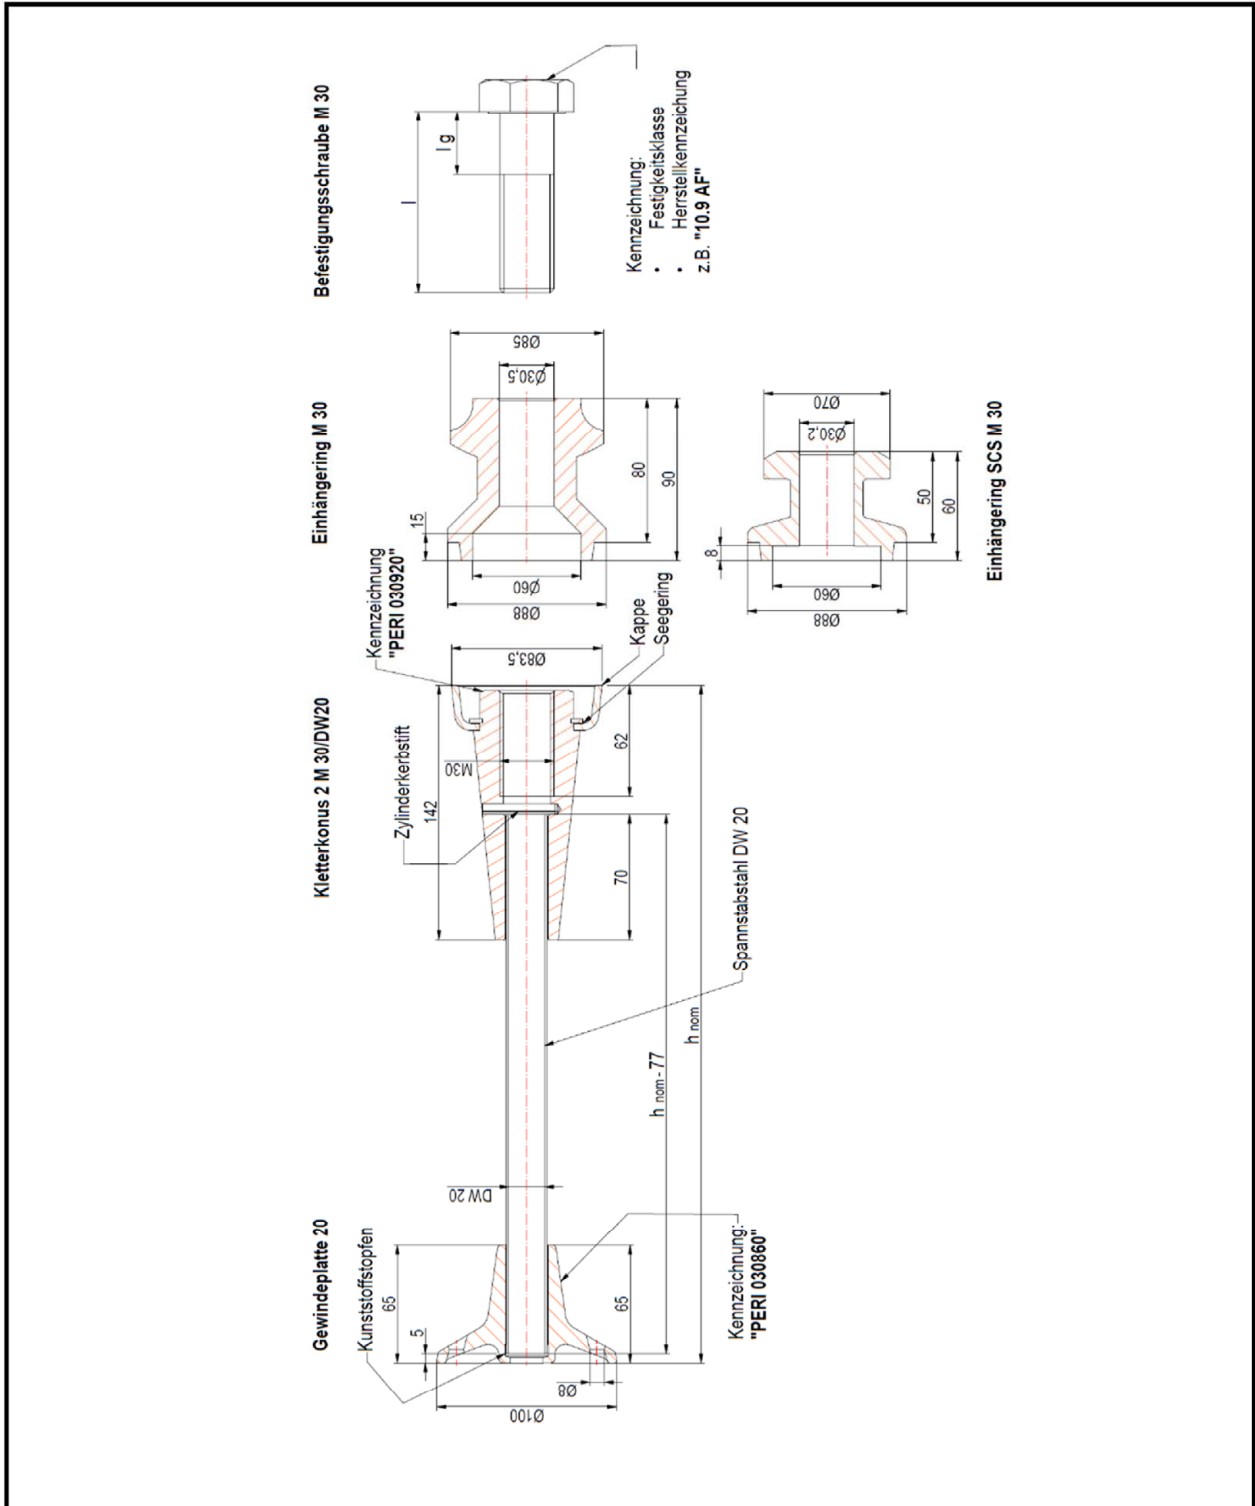 Befestigungsschraube M 30
l
l g
Kennzeichnung:
• Festigkeitsklasse
• Herrstellkennzeichung
z.B. "10.9 AF"
Einhängering M 30
Ø85
Ø30,5
15
80
90
Ø60
Ø88
Einhängering SCS M 30
Ø70
Ø30,2
8
50
60
Ø60
Ø88
Kletterkonus 2 M 30/DW20
Kennzeichnung
"PERI 030920"
Ø83,5
Kappe
Seegering
142
Zylinderkerbstift
M30
62
70
Spannstabstahl DW 20
h nom - 77
h nom
DW 20
Gewindeplatte 20
Kunststoffstopfen
65
5
65
Ø8
Ø100
Kennzeichnung:
"PERI 030860"